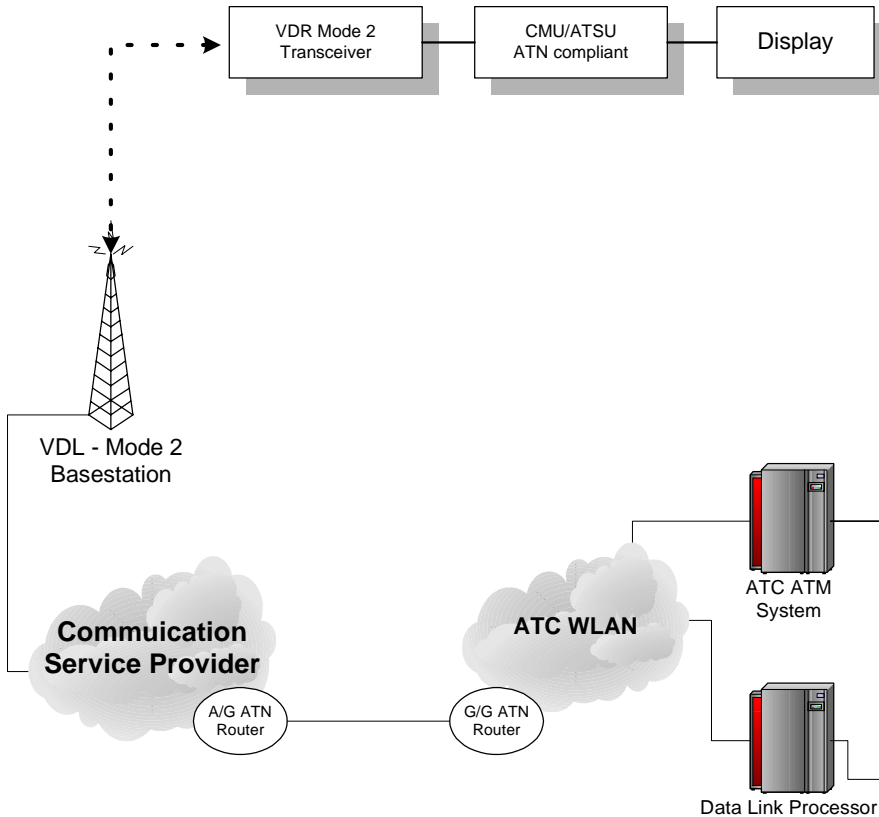 VDR Mode 2
Transceiver
CMU/ATSU
ATN compliant
Display
VDL - Mode 2
Basestation
ATC ATM
System
Commuication
Service Provider
ATC WLAN
A/G ATN
Router
G/G ATN
Router
Data Link Processor